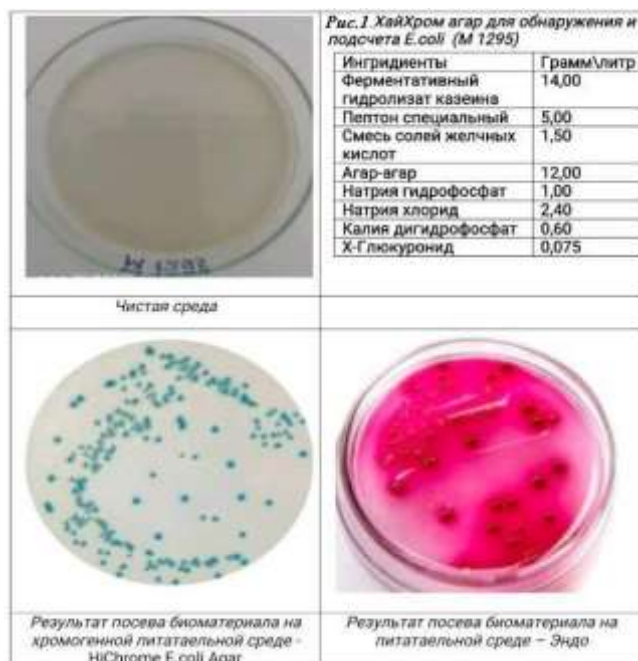 Рис.1 ХайХром агар для обнаружения и
подсчета E.coli (M 1295)
Ингридиенты Грамм\литр
Ферментативный 14,00
гидролизат казеина
Пептон специальный 5,00
Смесь солей желчных 1,50
кислот
Агар-агар 12,00
Натрия гидрофосфат 1,00
Натрия хлорид 2,40
Калия дигидрофосфат 0,60
Х-Глюкуронид 0,075
Чистая среда
Результат посева биоматериала на
хромогенной питатаельной среде -
HiChrome E.coli Agar
Результат посева биоматериала на
питатаельной среде – Эндо